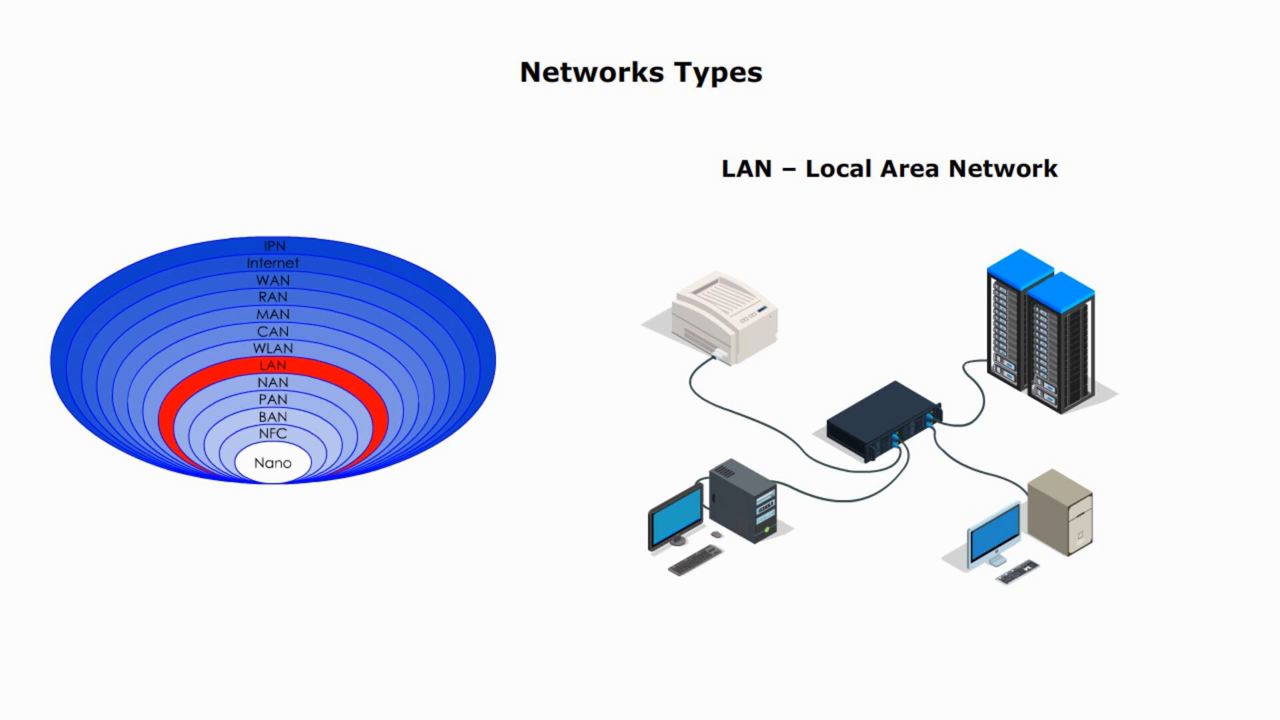 Networks Types
LAN – Local Area Network
IPN
Internet
WAN
RAN
MAN
CAN
WLAN
LAN
NAN
PAN
BAN
NFC
Nano